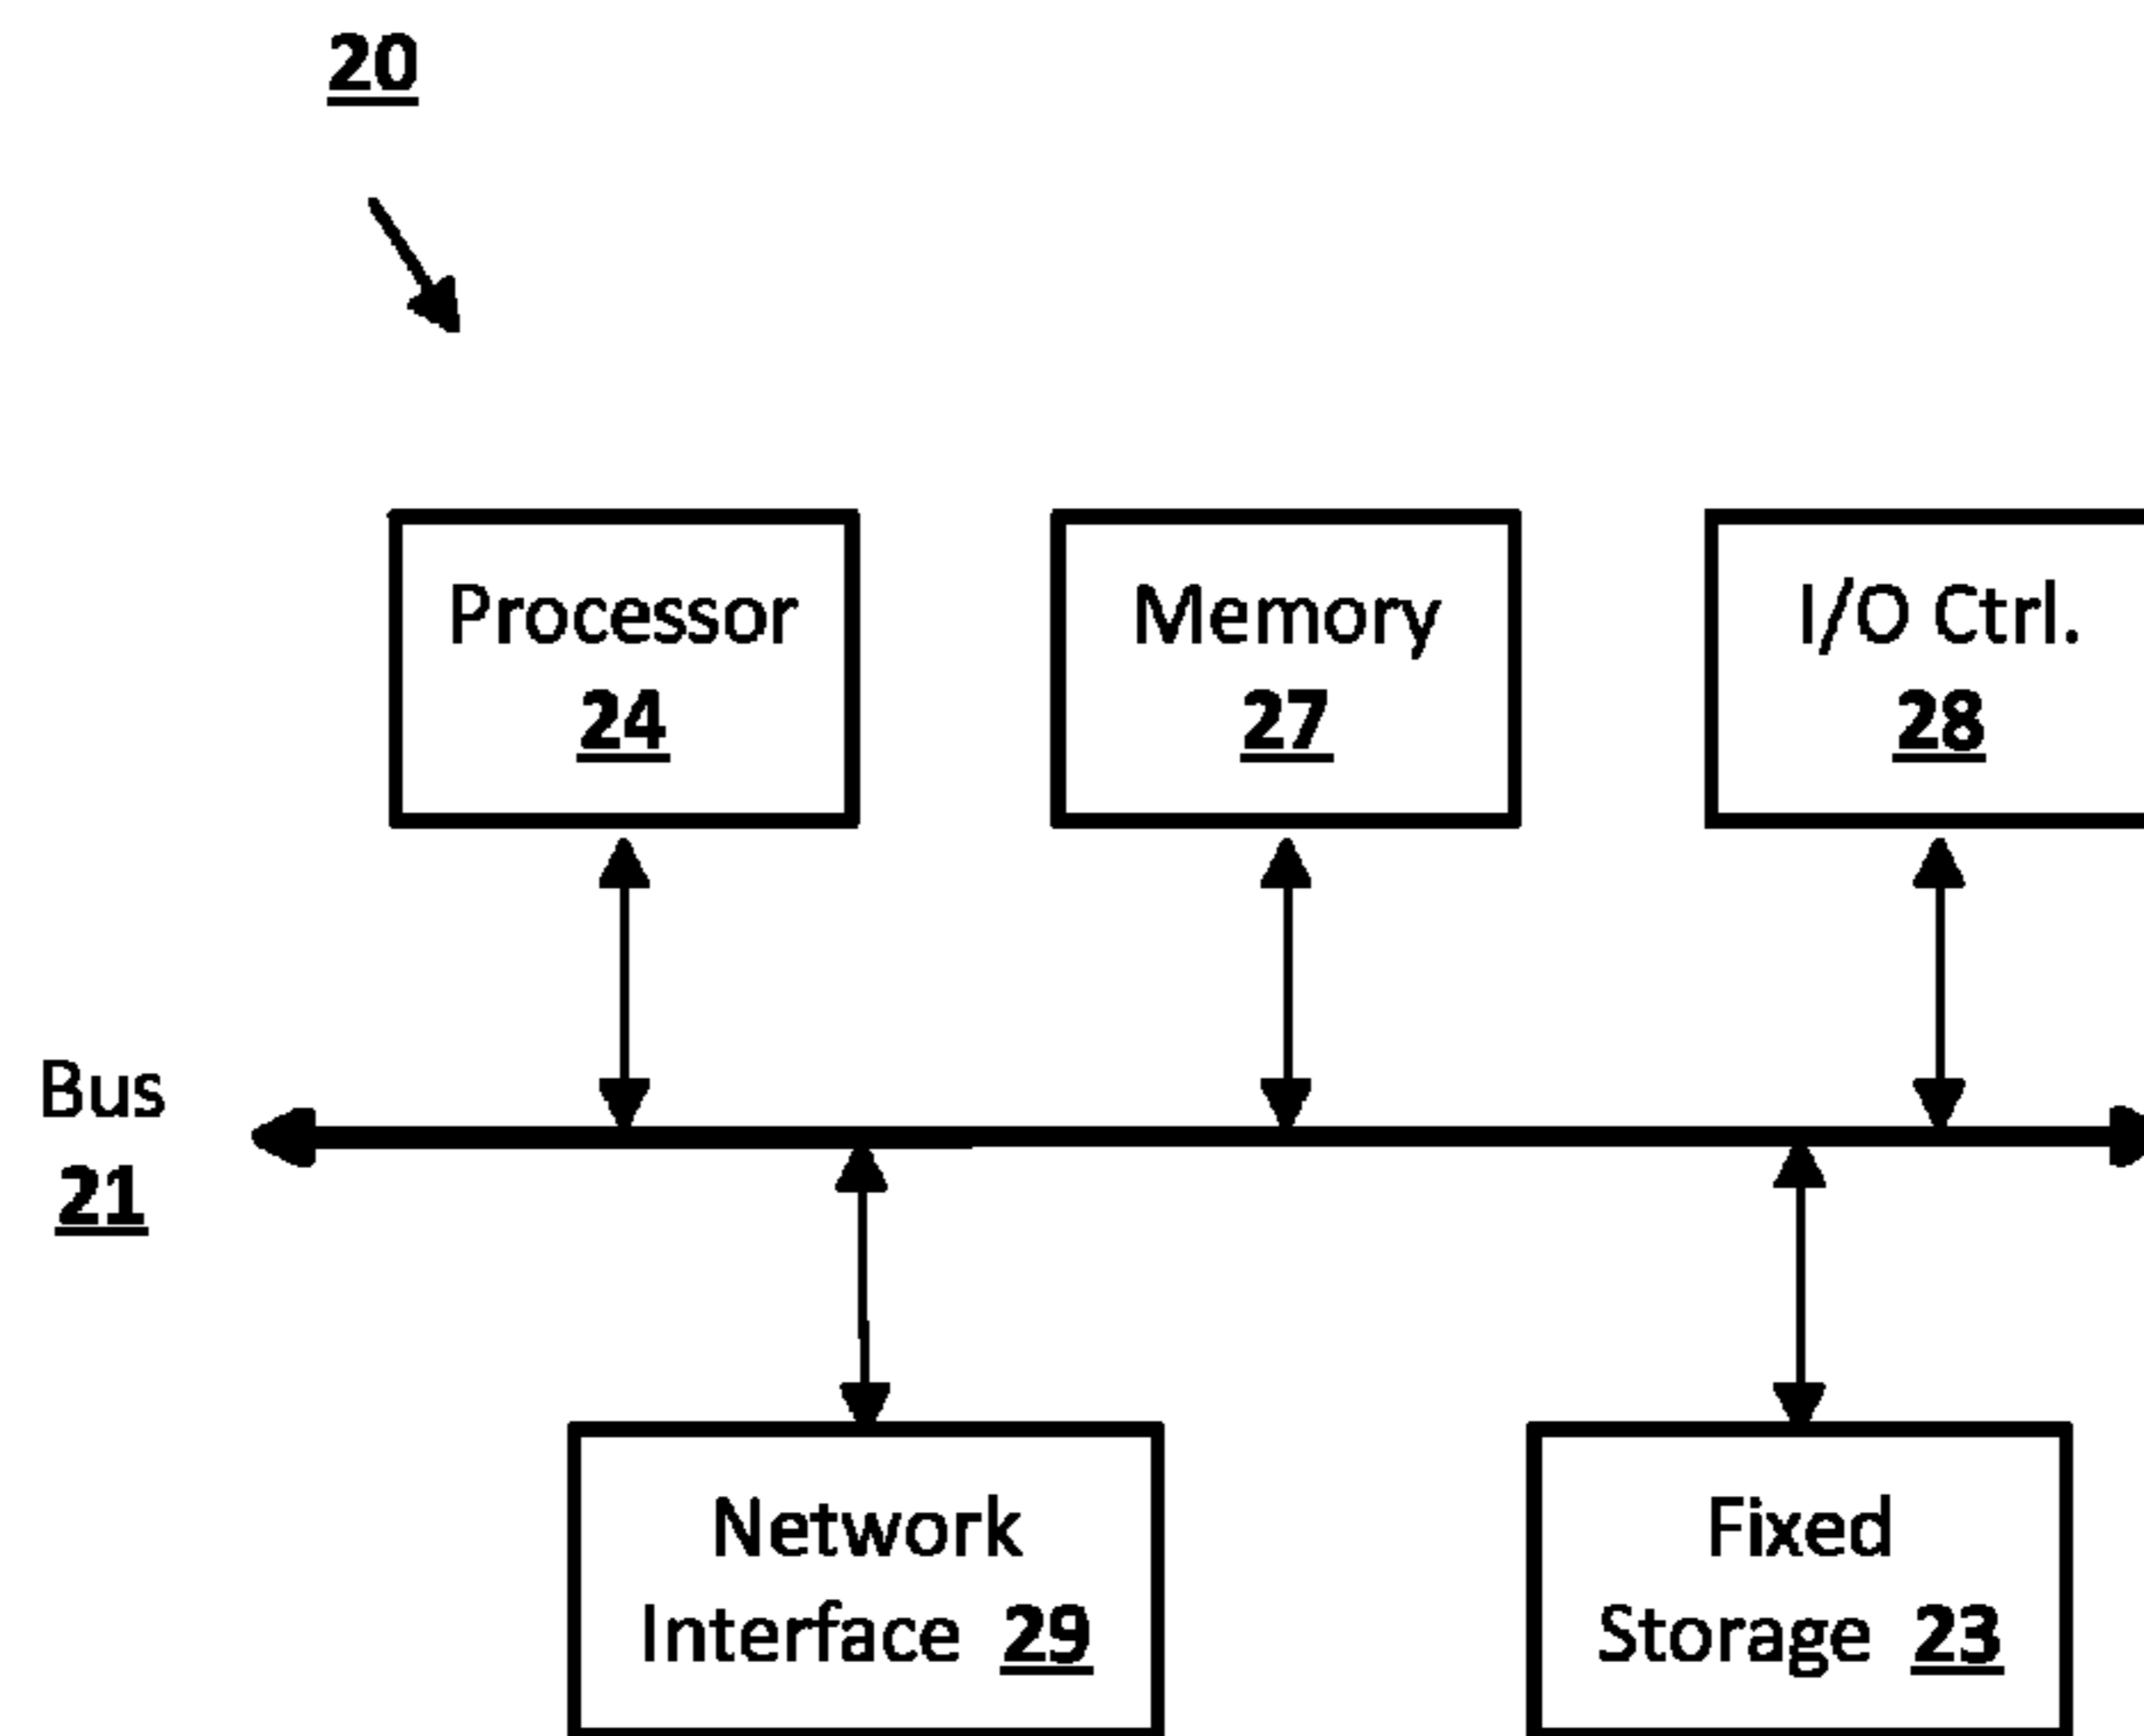 20
Processor
24
Memory
27
I/O Ctrl.
28
Bus
21
Network
Interface 29
Fixed
Storage 23